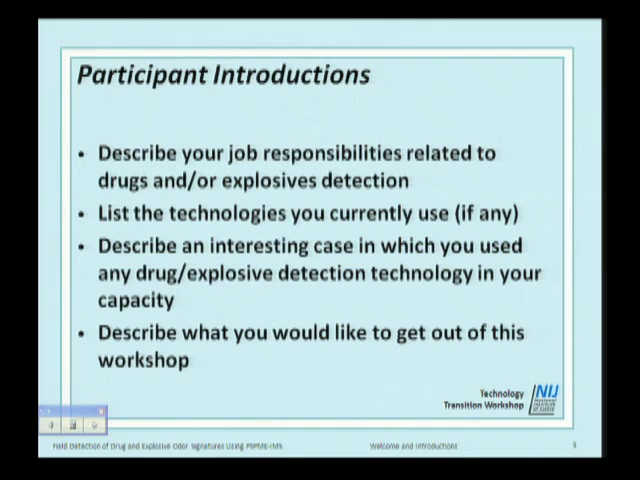 Participant Introductions
• Describe your job responsibilities related to
drugs and/or explosives detection
• List the technologies you currently use (if any)
• Describe an interesting case in which you used
any drug/explosive detection technology in your
capacity
• Describe what you would like to get out of this
workshop
Technology
Transition Workshop
NIJ
Field Detection of Drug and Explosive Odor Signatures Using PSPME-IMS
Welcome and Introductions